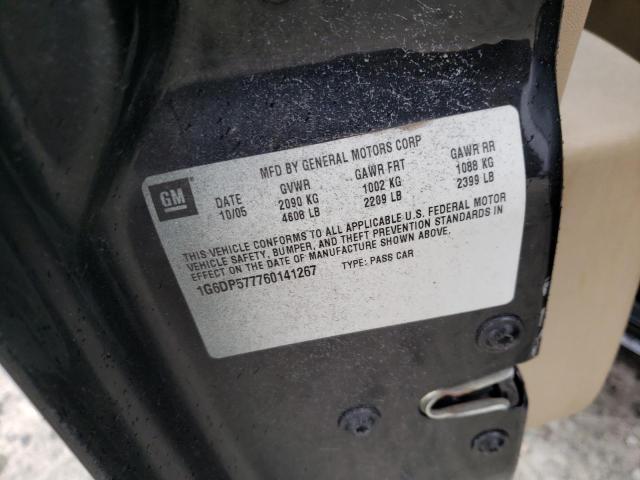 MFD BY GENERAL MOTORS CORP
GM
DATE GVWR GAWR FRT GAWR RR
10/05 2090 KG 1002 KG 1088 KG
4608 LB 2209 LB 2399 LB
THIS VEHICLE CONFORMS TO ALL APPLICABLE U.S. FEDERAL MOTOR
VEHICLE SAFETY, BUMPER, AND THEFT PREVENTION STANDARDS IN
EFFECT ON THE DATE OF MANUFACTURE SHOWN ABOVE.
1G6DP577760141267 TYPE: PASS CAR